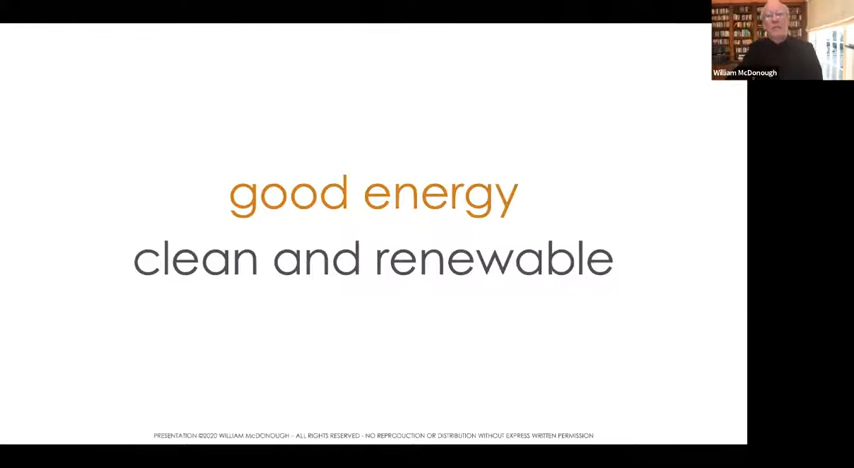 William McDonough
good energy
clean and renewable
PRESENTATION ©2020 WILLIAM McDONOUGH – ALL RIGHTS RESERVED - NO REPRODUCTION OR DISTRIBUTION WITHOUT EXPRESS WRITTEN PERMISSION